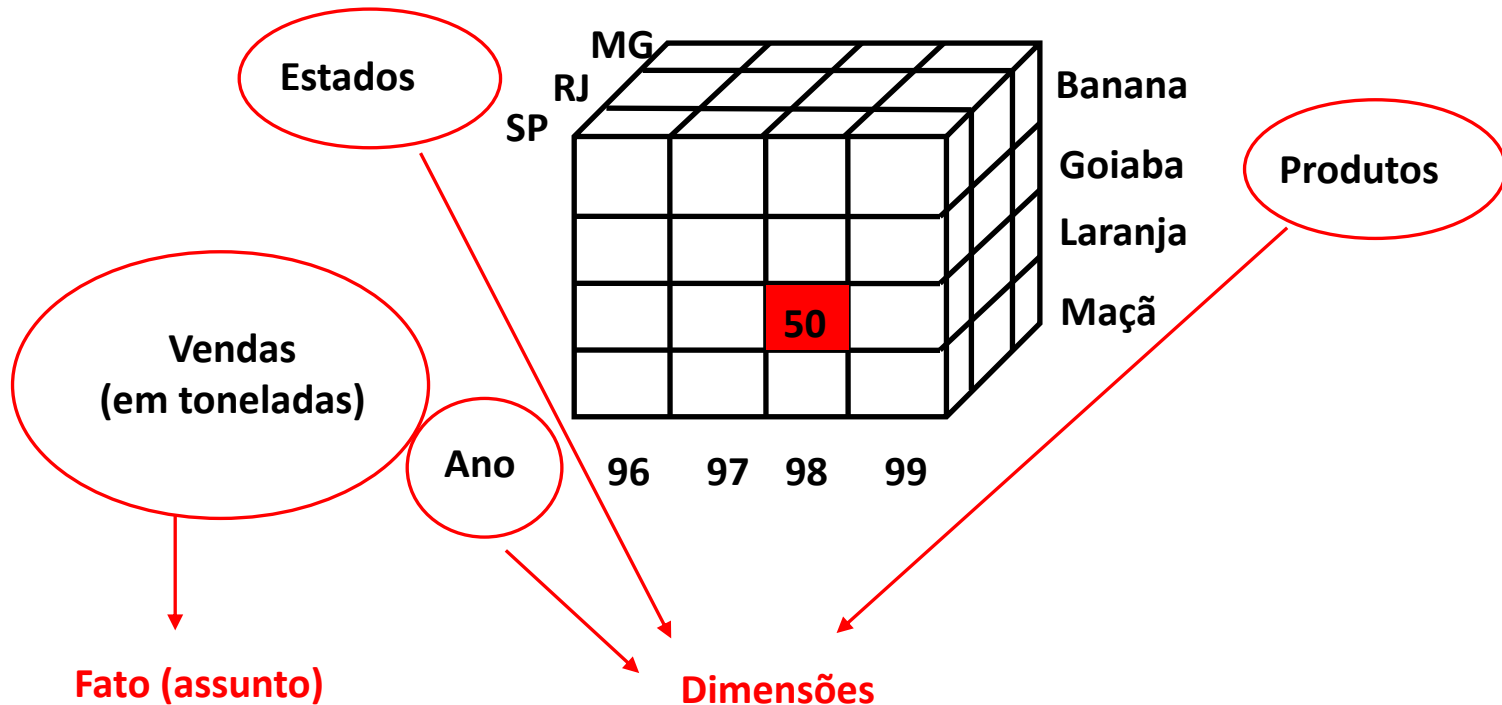 Estados
MG
RJ
SP
Banana
Goiaba
Laranja
Maçã
Produtos
50
Vendas
(em toneladas)
Ano
96 97 98 99
Fato (assunto)
Dimensões